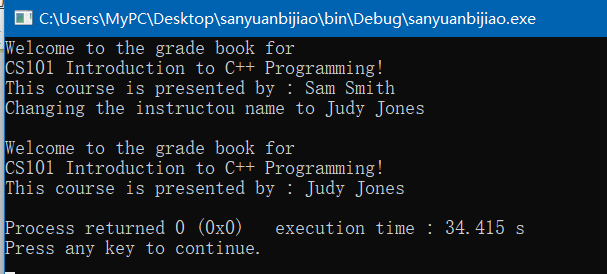 C:\Users\MyPC\Desktop\sanyuanbijiao\bin\Debug\sanyuanbijiao.exe
Welcome to the grade book for
CS101 Introduction to C++ Programming!
This course is presented by : Sam Smith
Changing the instructou name to Judy Jones
Welcome to the grade book for
CS101 Introduction to C++ Programming!
This course is presented by : Judy Jones
Process returned 0 (0x0)   execution time : 34.415 s
Press any key to continue.